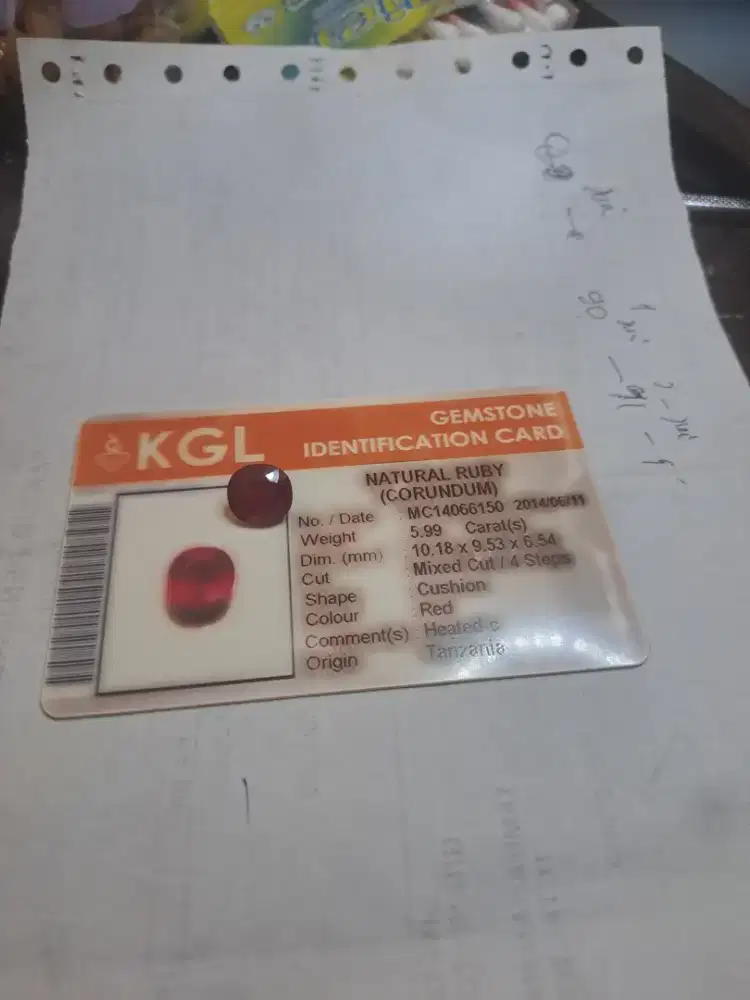 KGL
GEMSTONE
IDENTIFICATION CARD
NATURAL RUBY
(CORUNDUM)
No. / Date : MC14066150 2014/06/11
Weight : 5.99 Carat(s)
Dim. (mm) : 10.18 x 9.53 x 6.54
Cut : Mixed Cut / 4 Steps
Shape : Cushion
Colour : Red
Comment(s) : Heated c
Origin : Tanzania